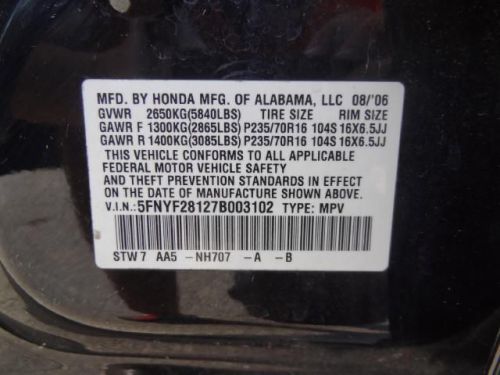 MFD. BY HONDA MFG. OF ALABAMA, LLC 08/'06
GVWR 2650KG(5840LBS) TIRE SIZE RIM SIZE
GAWR F 1300KG(2865LBS) P235/70R16 104S 16X6.5JJ
GAWR R 1400KG(3085LBS) P235/70R16 104S 16X6.5JJ
THIS VEHICLE CONFORMS TO ALL APPLICABLE
FEDERAL MOTOR VEHICLE SAFETY
STANDARDS IN EFFECT
ON THE DATE OF MANUFACTURE SHOWN ABOVE.
V.I.N.: 5FNYF28127B003102 TYPE: MPV
STW7 AA5 -NH707 -A -B